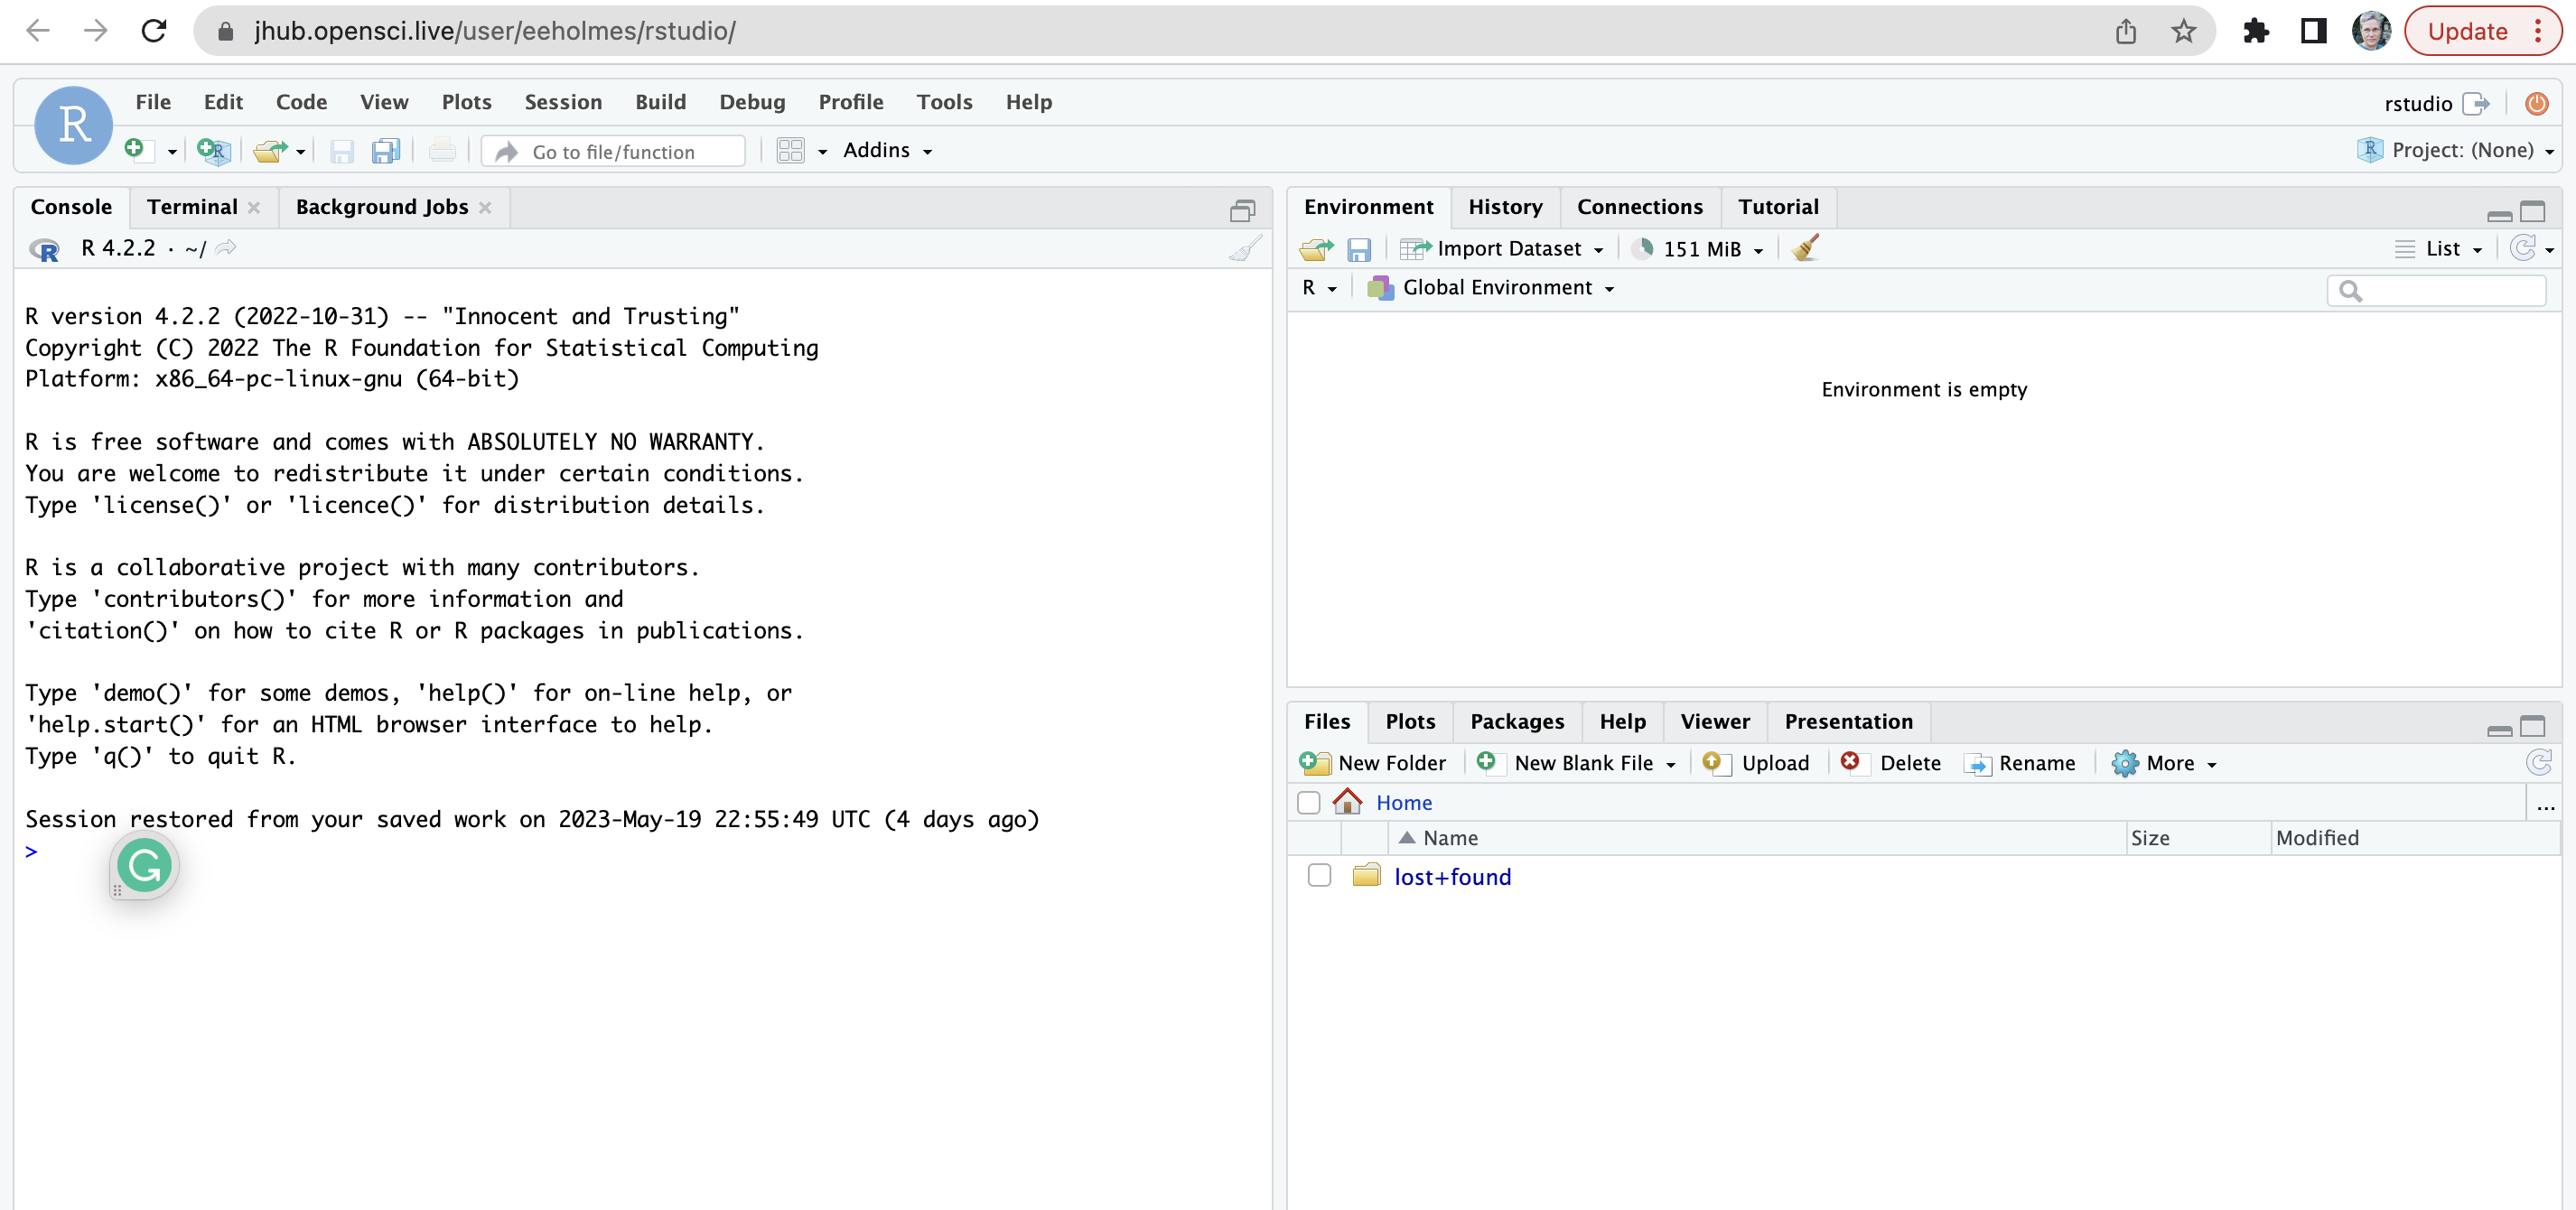 jhub.opensci.live/user/eeholmes/rstudio/
Update
R
File Edit Code View Plots Session Build Debug Profile Tools Help
rstudio
Go to file/function
Addins
Project: (None)
Console Terminal Background Jobs
R 4.2.2 · ~/
R version 4.2.2 (2022-10-31) -- "Innocent and Trusting"
Copyright (C) 2022 The R Foundation for Statistical Computing
Platform: x86_64-pc-linux-gnu (64-bit)
R is free software and comes with ABSOLUTELY NO WARRANTY.
You are welcome to redistribute it under certain conditions.
Type 'license()' or 'licence()' for distribution details.
R is a collaborative project with many contributors.
Type 'contributors()' for more information and
'citation()' on how to cite R or R packages in publications.
Type 'demo()' for some demos, 'help()' for on-line help, or
'help.start()' for an HTML browser interface to help.
Type 'q()' to quit R.
Session restored from your saved work on 2023-May-19 22:55:49 UTC (4 days ago)
>
Environment History Connections Tutorial
Import Dataset 151 MiB List
R Global Environment
Environment is empty
Files Plots Packages Help Viewer Presentation
New Folder New Blank File Upload Delete Rename More
Home ...
Name Size Modified
lost+found